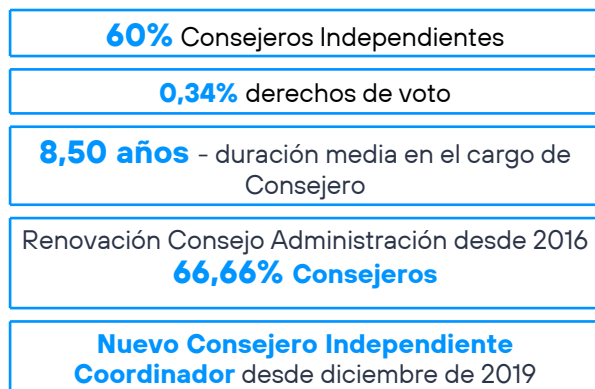 60% Consejeros Independientes
0,34% derechos de voto
8,50 años - duración media en el cargo de
Consejero
Renovación Consejo Administración desde 2016
66,66% Consejeros
Nuevo Consejero Independiente
Coordinador desde diciembre de 2019